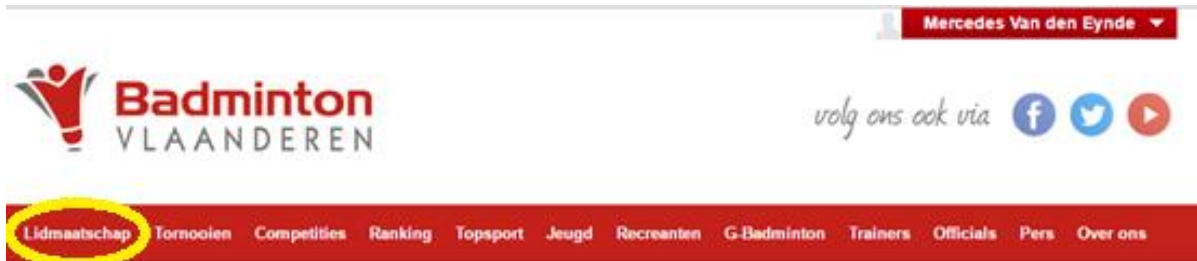 Mercedes Van den Eynde
Badminton
VLAANDEREN
volg ons ook via
Lidmaatschap Tornooien Competities Ranking Topsport Jeugd Recreanten G-Badminton Trainers Officials Pers Over ons